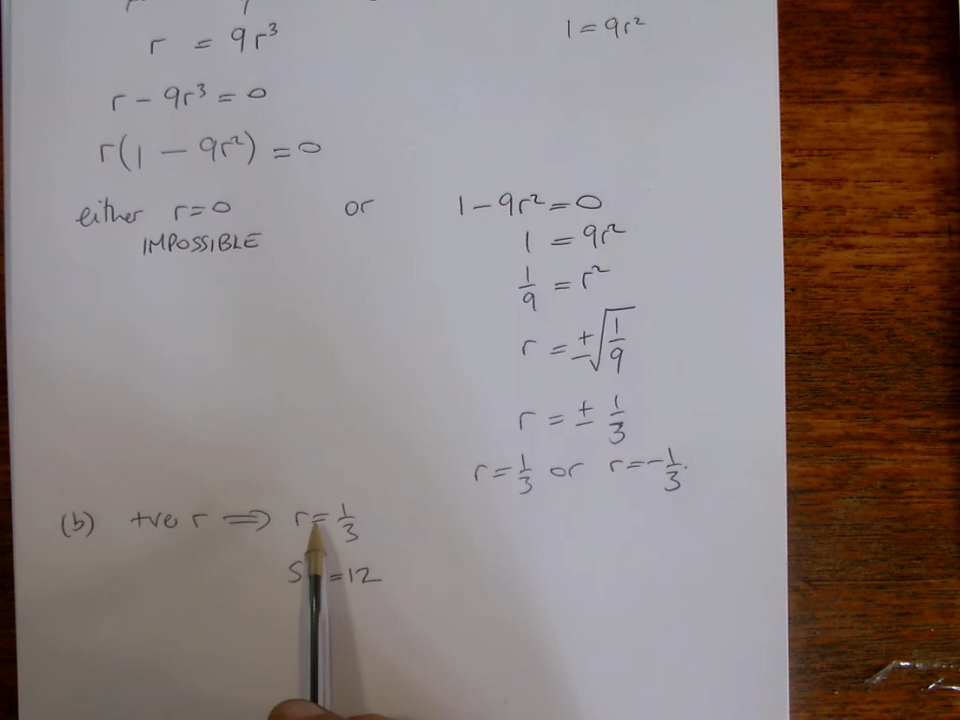 r = 9r³
1 = 9r²
r - 9r³ = 0
r(1 - 9r²) = 0
either r=0 or 1 - 9r² = 0
IMPOSSIBLE
1 = 9r²
1/9 = r²
r = ±√(1/9)
r = ± 1/3
r = 1/3 or r = -1/3.
(b) +ve r ⟹ r = 1/3
S = 12